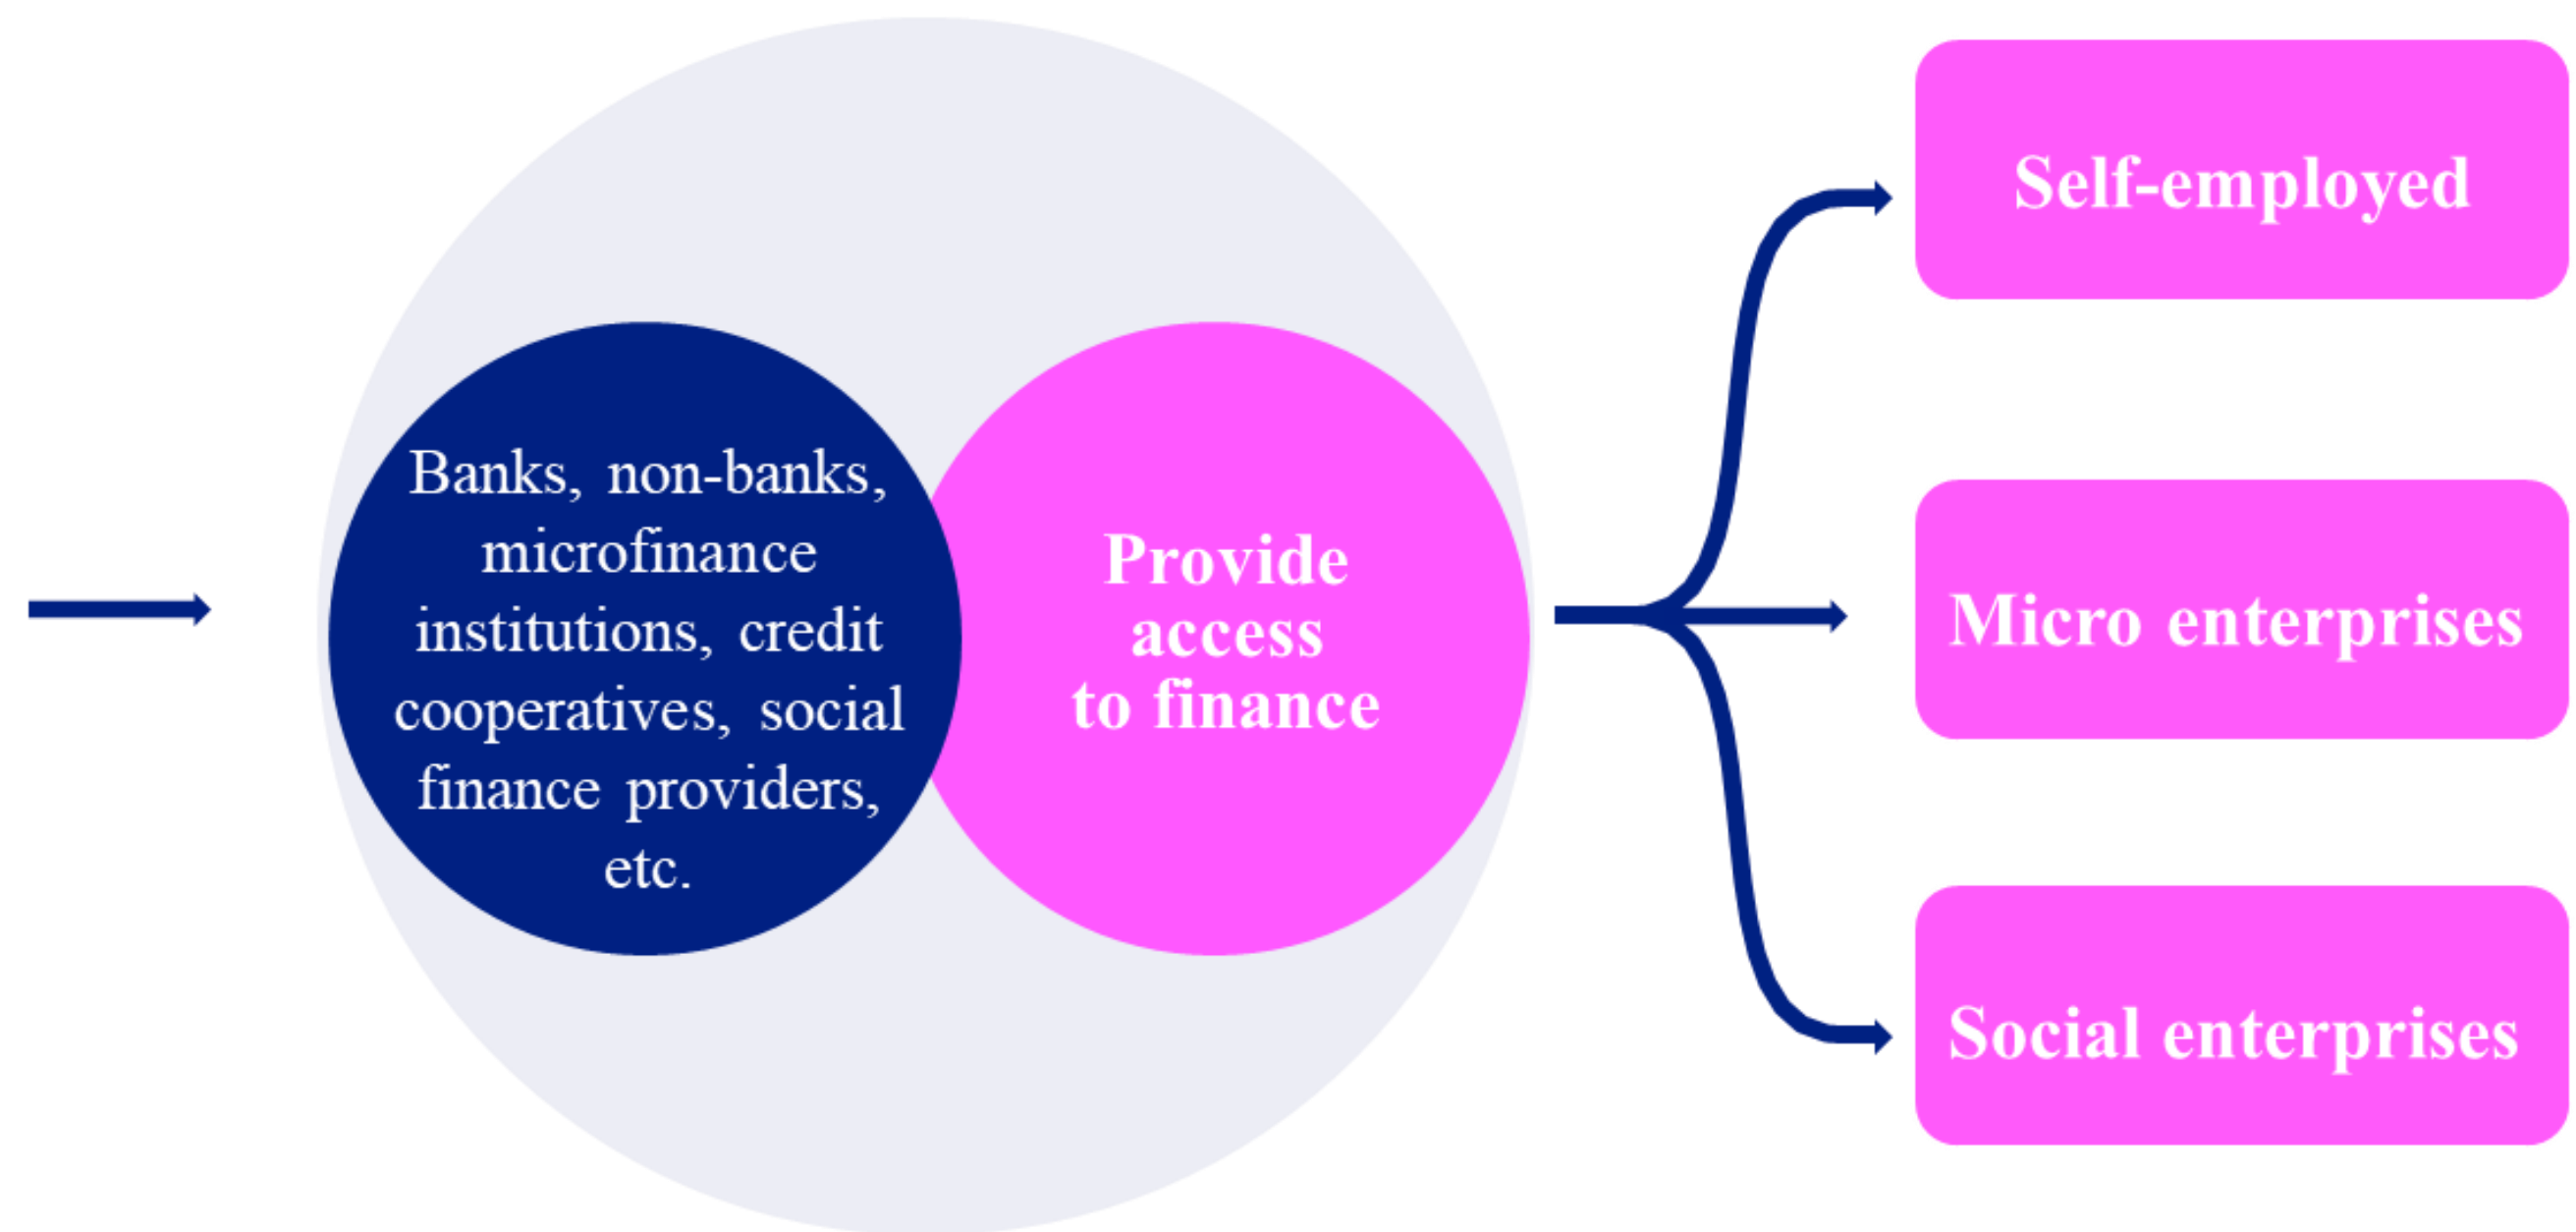 Banks, non-banks,
microfinance
institutions, credit
cooperatives, social
finance providers,
etc.
Provide
access
to finance
Self-employed
Micro enterprises
Social enterprises